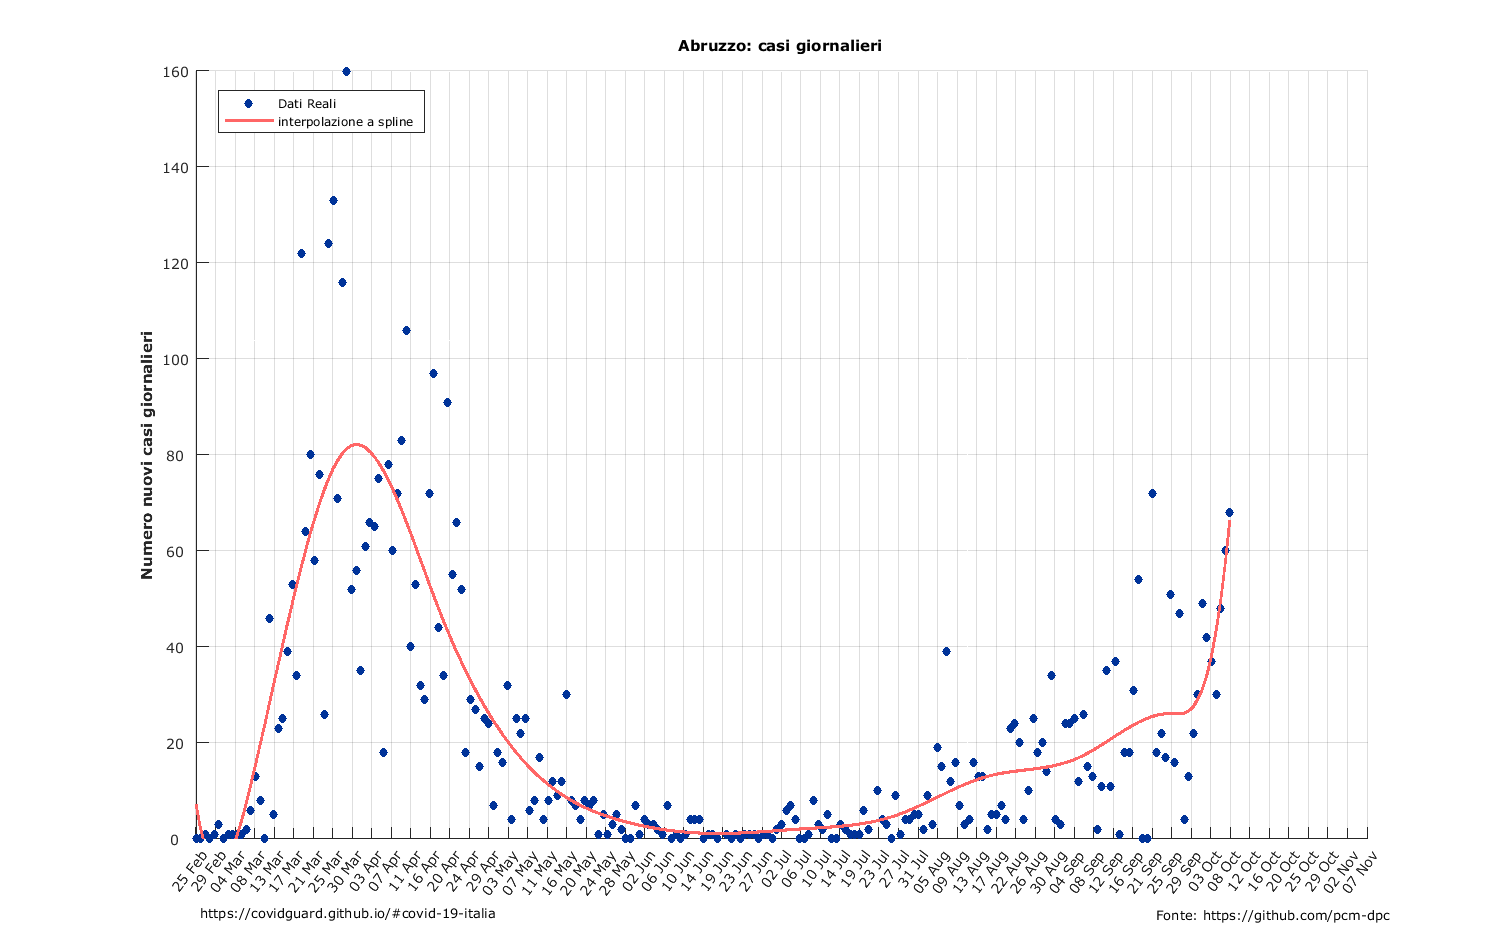 Abruzzo: casi giornalieri
160
140
120
100
80
60
40
20
0
Numero nuovi casi giornalieri
Dati Reali
interpolazione a spline
25 Feb
29 Feb
04 Mar
08 Mar
13 Mar
17 Mar
21 Mar
25 Mar
30 Mar
03 Apr
07 Apr
11 Apr
16 Apr
20 Apr
24 Apr
29 Apr
03 May
07 May
11 May
16 May
20 May
24 May
28 May
02 Jun
06 Jun
10 Jun
14 Jun
19 Jun
23 Jun
27 Jun
02 Jul
06 Jul
10 Jul
14 Jul
19 Jul
23 Jul
27 Jul
31 Jul
05 Aug
09 Aug
13 Aug
17 Aug
22 Aug
26 Aug
30 Aug
04 Sep
08 Sep
12 Sep
16 Sep
21 Sep
25 Sep
29 Sep
03 Oct
08 Oct
12 Oct
16 Oct
20 Oct
25 Oct
29 Oct
02 Nov
07 Nov
https://covidguard.github.io/#covid-19-italia
Fonte: https://github.com/pcm-dpc